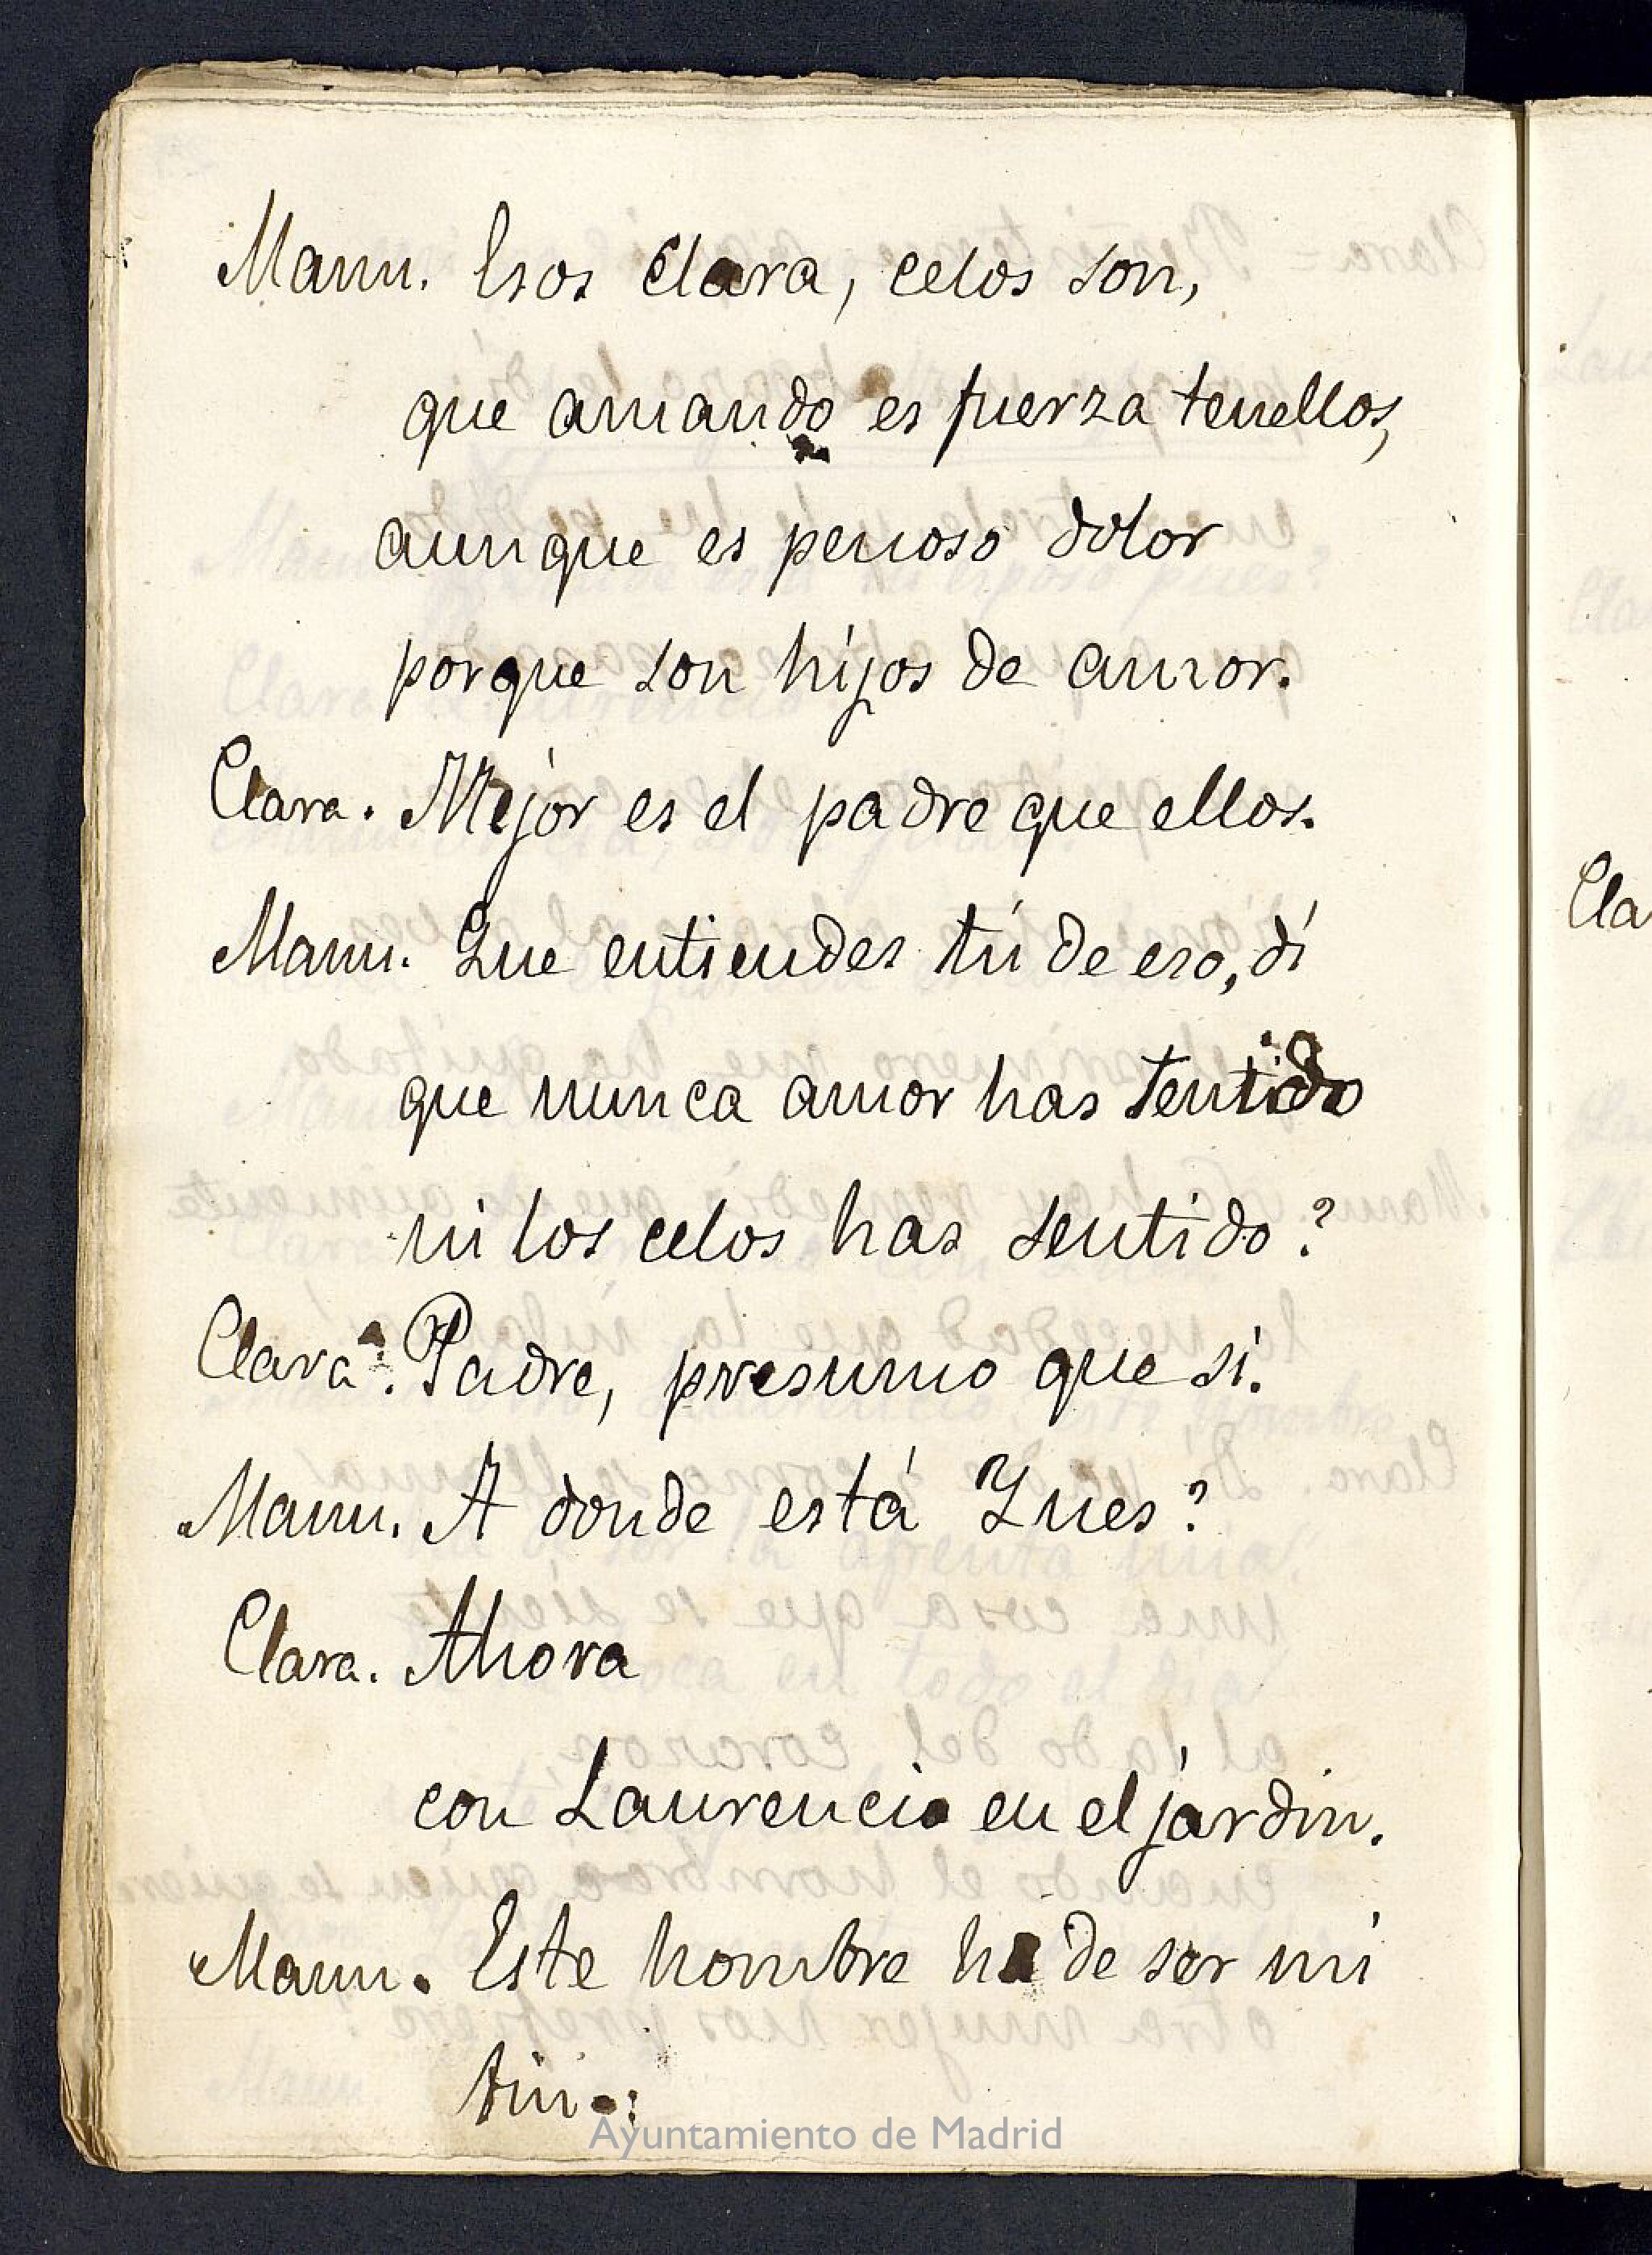 Manu. Esos Clara, celos son,
que amando es fuerza tenellos,
aunque es penoso dolor
porque son hijos de amor.
Clara. Mejor es el padre que ellos.
Manu. Que entiendes tú de eso, dí
que nunca amor has tenido
ni los celos has sentido?
Clara. Padre, presumo que sí.
Manu. A donde está Ynes?
Clara. Ahora
con Laurencio en el jardin.
Manu. Este hombre ha de ser mi
fin.
Cla
Ayuntamiento de Madrid